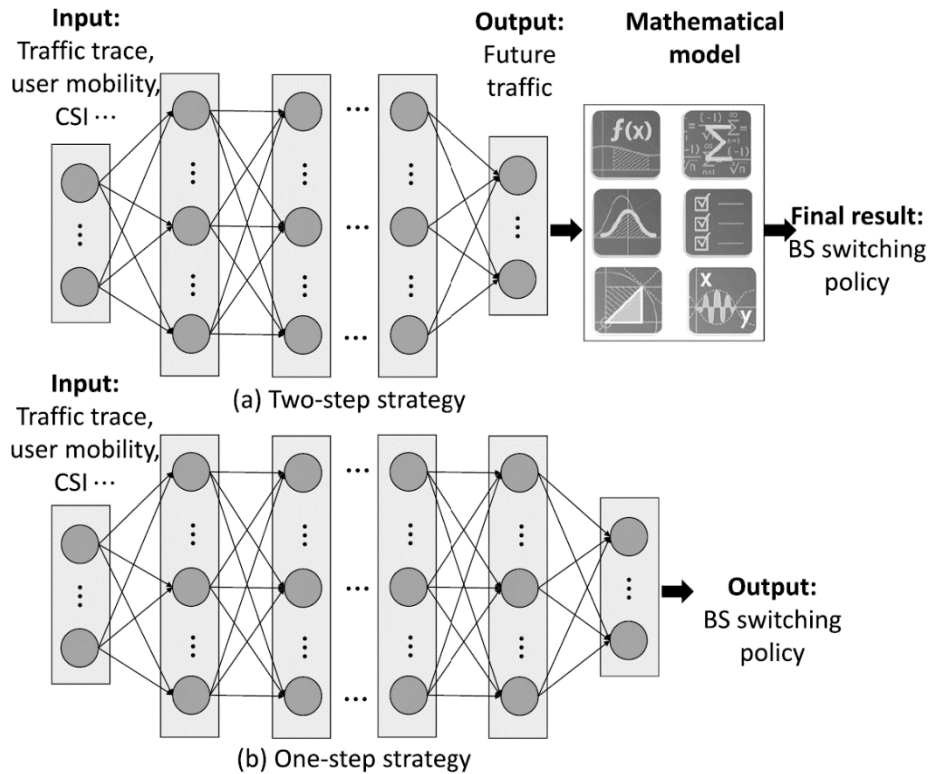 Input:
Traffic trace,
user mobility,
CSI ⋯
Output:
Future
traffic
Mathematical
model
f(x)
x
y
Final result:
BS switching
policy
(a) Two-step strategy
Input:
Traffic trace,
user mobility,
CSI ⋯
Output:
BS switching
policy
(b) One-step strategy